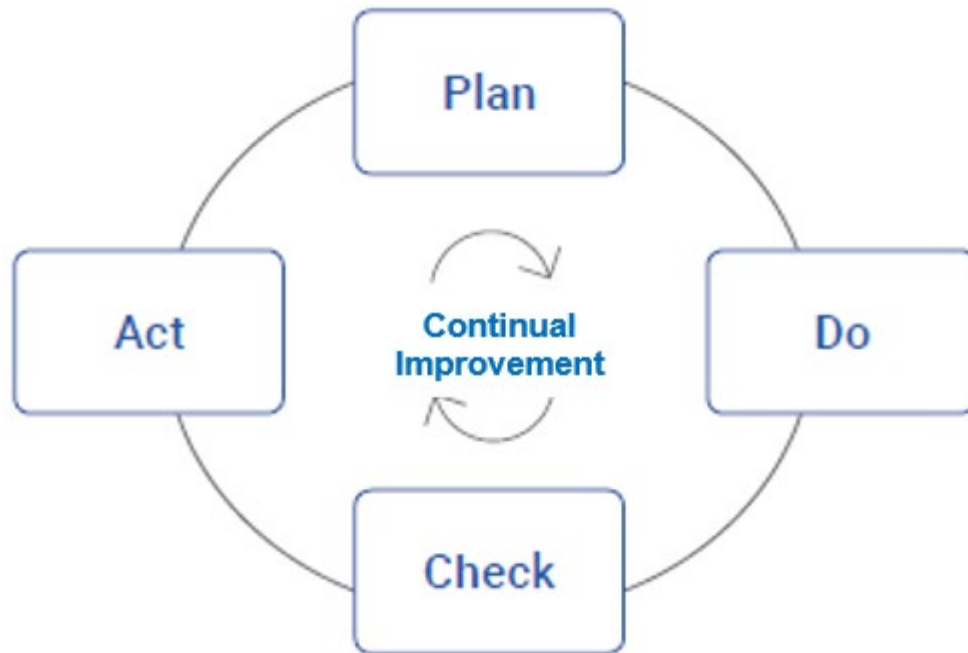 Plan
Act
Continual
Improvement
Do
Check